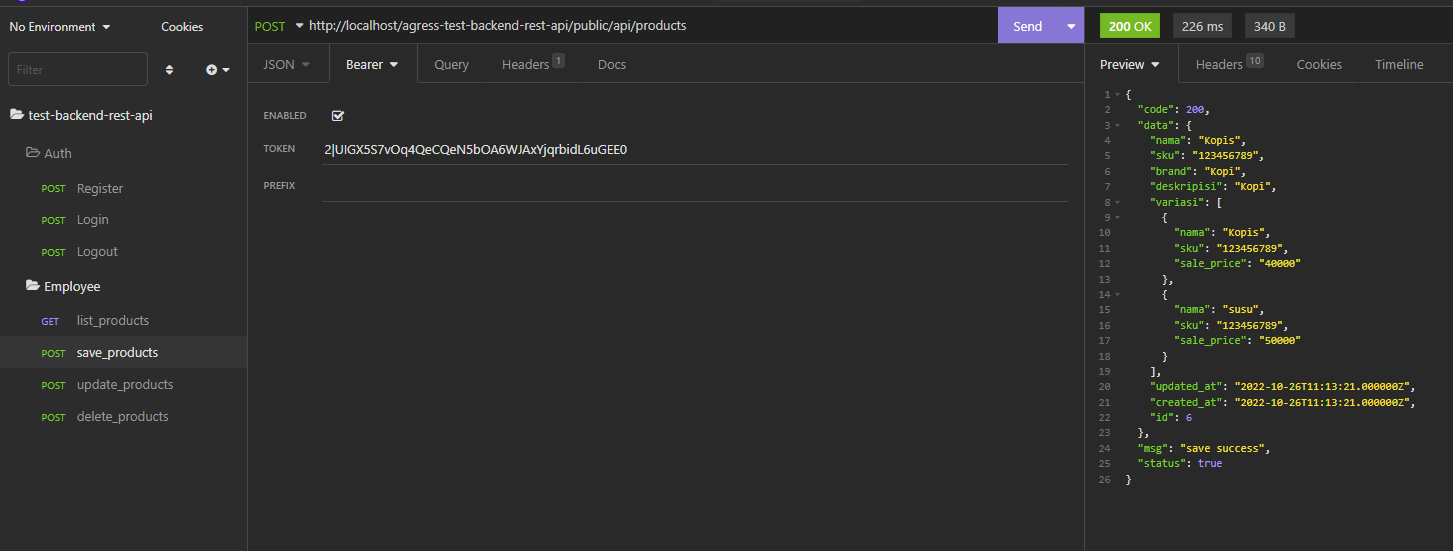 No Environment
Cookies
Filter
test-backend-rest-api
Auth
POST Register
POST Login
POST Logout
Employee
GET list_products
POST save_products
POST update_products
POST delete_products
POST http://localhost/agress-test-backend-rest-api/public/api/products
Send
JSON Bearer Query Headers 1 Docs
ENABLED
TOKEN 2|UIGX5S7vOq4QeCQeN5bOA6WJAxYjqrbidL6uGEE0
PREFIX
200 OK 226 ms 340 B
Preview Headers 10 Cookies Timeline
1 {
2 "code": 200,
3 "data": {
4 "nama": "Kopis",
5 "sku": "123456789",
6 "brand": "Kopi",
7 "deskripisi": "Kopi",
8 "variasi": [
9 {
10 "nama": "Kopis",
11 "sku": "123456789",
12 "sale_price": "40000"
13 },
14 {
15 "nama": "susu",
16 "sku": "123456789",
17 "sale_price": "50000"
18 }
19 ],
20 "updated_at": "2022-10-26T11:13:21.000000Z",
21 "created_at": "2022-10-26T11:13:21.000000Z",
22 "id": 6
23 },
24 "msg": "save success",
25 "status": true
26 }